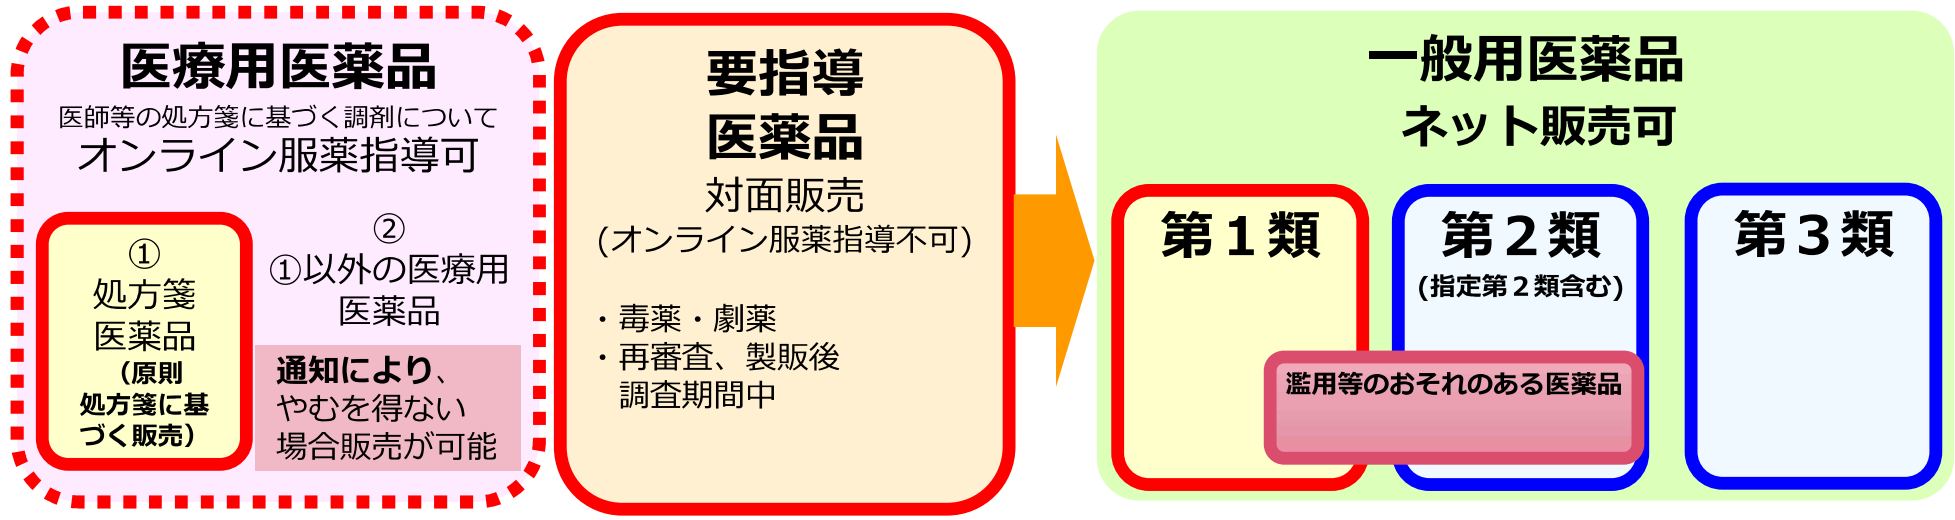 医療用医薬品
医師等の処方箋に基づく調剤について
オンライン服薬指導可
①
処方箋
医薬品
（原則
処方箋に基
づく販売）
②
①以外の医療用
医薬品
通知により、
やむを得ない
場合販売が可能
要指導
医薬品
対面販売
(オンライン服薬指導不可)
・毒薬・劇薬
・再審査、製販後
調査期間中
一般用医薬品
ネット販売可
第１類
第２類
(指定第２類含む)
第３類
濫用等のおそれのある医薬品